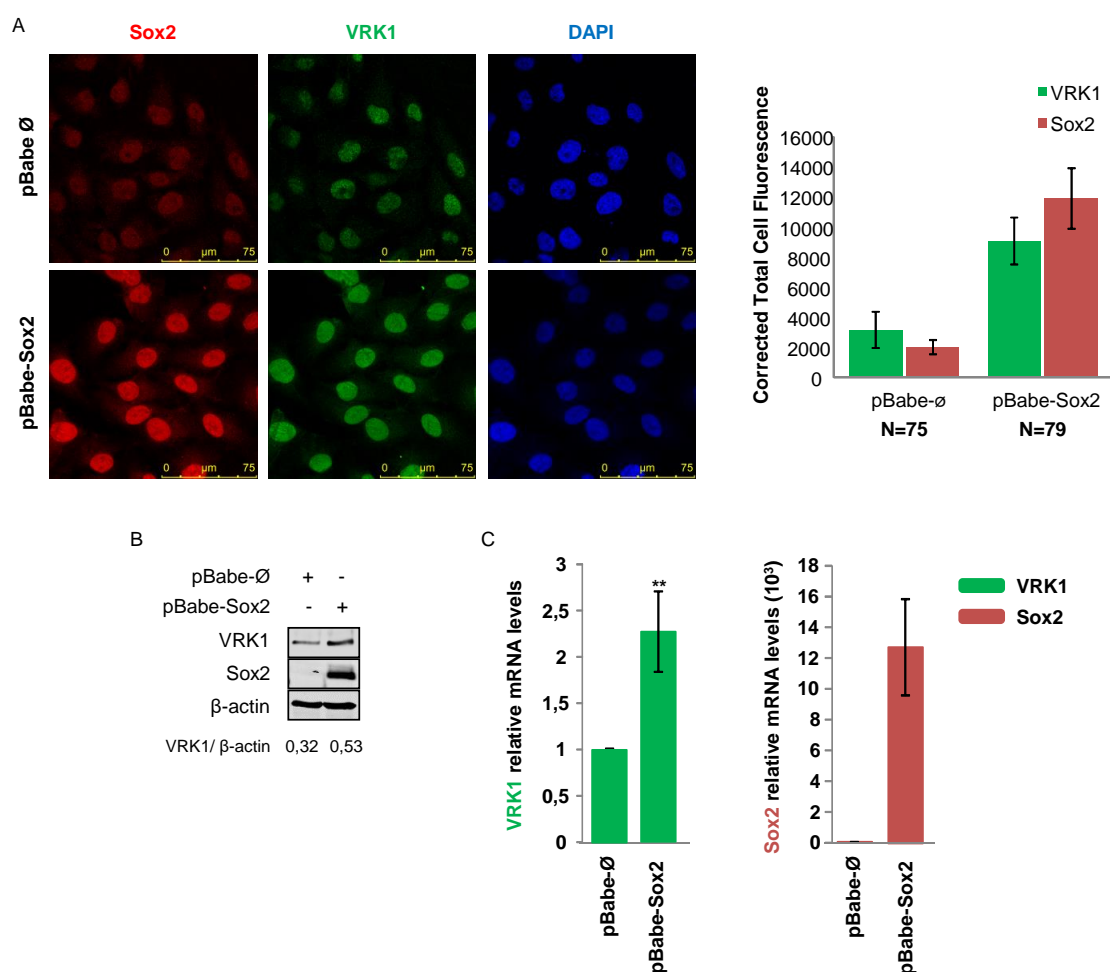 A
Sox2 VRK1 DAPI
pBabe Ø
0 µm 75 0 µm 75 0 µm 75
pBabe-Sox2
0 µm 75 0 µm 75 0 µm 75
VRK1
Sox2
Corrected Total Cell Fluorescence
16000
14000
12000
10000
8000
6000
4000
2000
0
pBabe-ø pBabe-Sox2
N=75 N=79
B
pBabe-Ø + -
pBabe-Sox2 - +
VRK1
Sox2
β-actin
VRK1/ β-actin 0,32 0,53
C
VRK1 relative mRNA levels
3
2,5
2
1,5
1
0,5
0
**
pBabe-Ø
pBabe-Sox2
Sox2 relative mRNA levels (10³)
18
16
14
12
10
8
6
4
2
0
pBabe-Ø
pBabe-Sox2
VRK1
Sox2